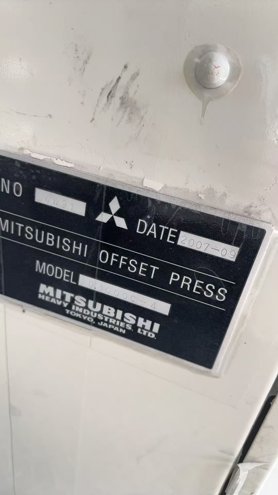 NO
DATE 2007-09
MITSUBISHI OFFSET PRESS
MODEL
MITSUBISHI
HEAVY INDUSTRIES, LTD.
TOKYO, JAPAN